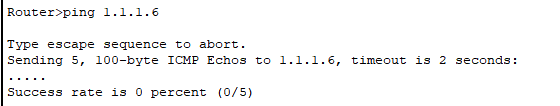 Router>ping 1.1.1.6
Type escape sequence to abort.
Sending 5, 100-byte ICMP Echos to 1.1.1.6, timeout is 2 seconds:
.....
Success rate is 0 percent (0/5)